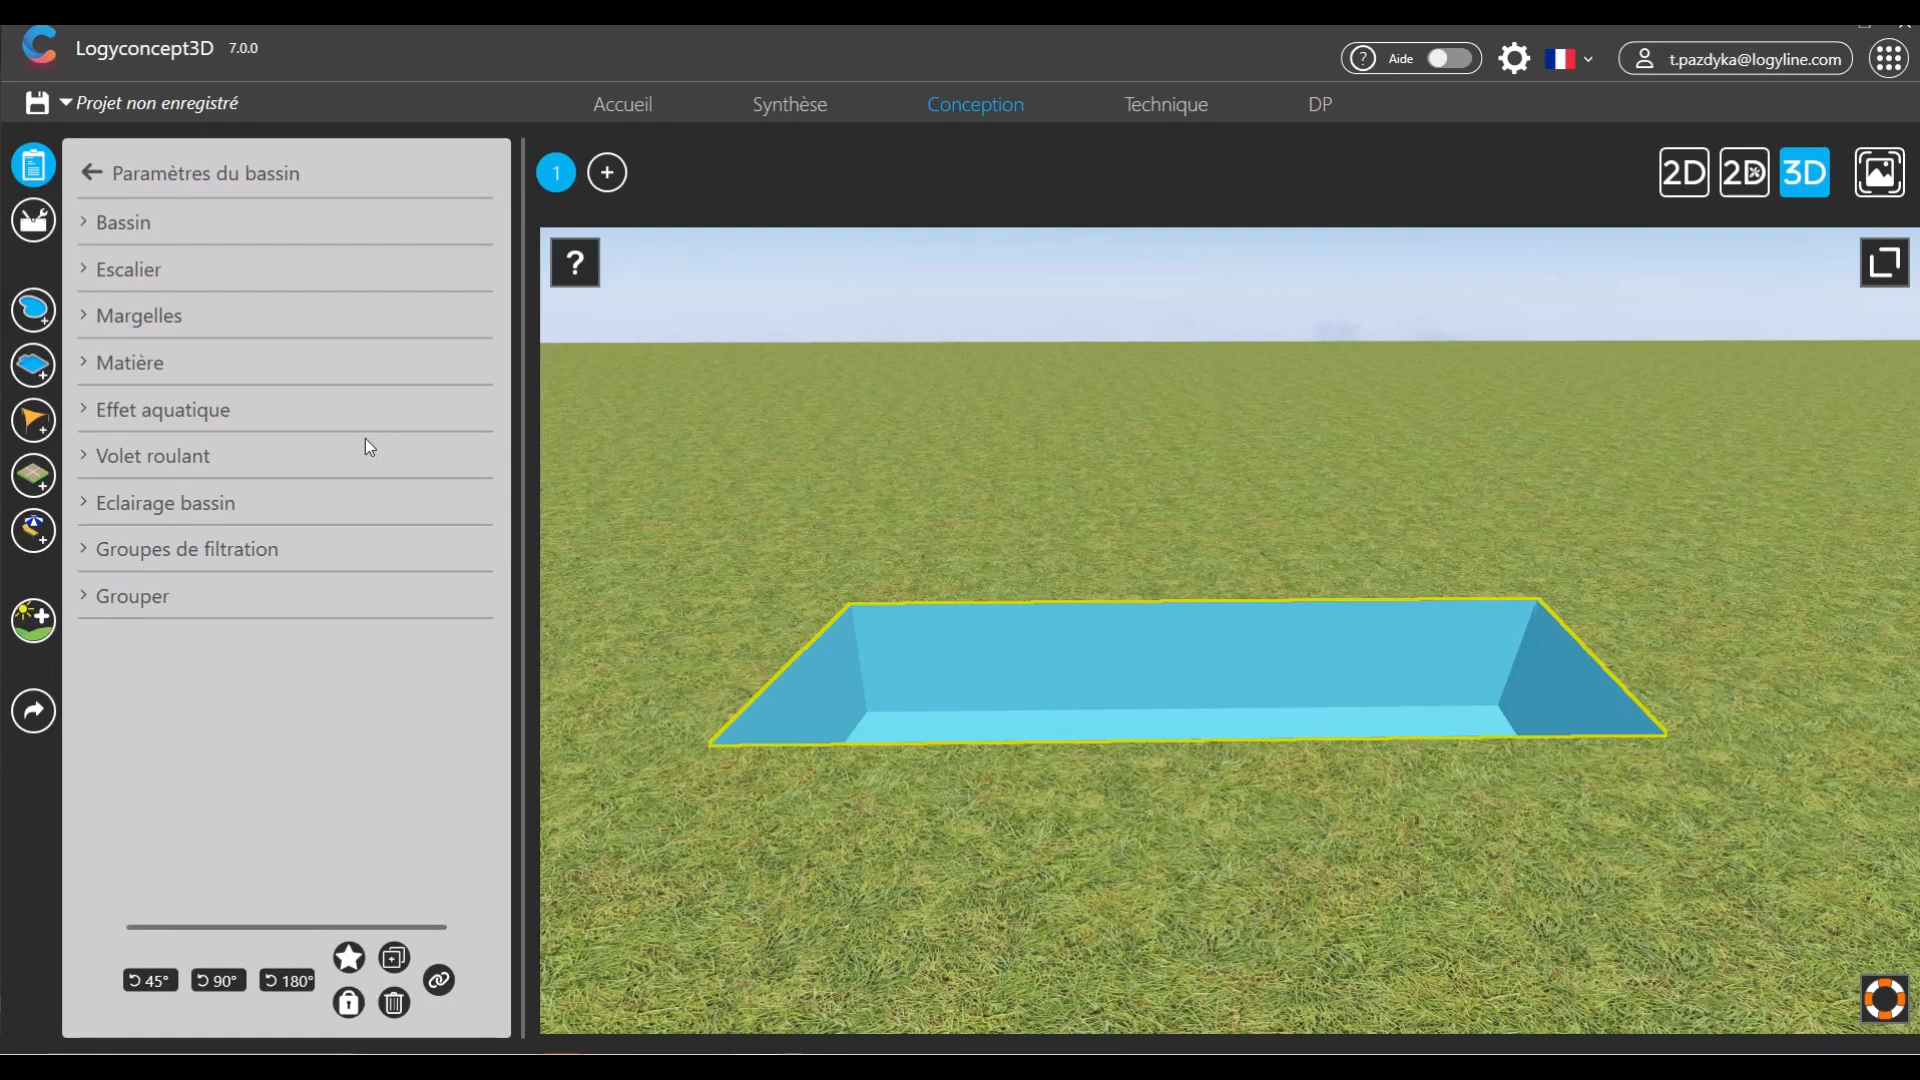 Logyconcept3D 7.0.0
Aide
t.pazdyka@logyline.com
Projet non enregistré
Accueil
Synthèse
Conception
Technique
DP
Paramètres du bassin
Bassin
Escalier
Margelles
Matière
Effet aquatique
Volet roulant
Eclairage bassin
Groupes de filtration
Grouper
45°
90°
180°
1
2D
2D
3D